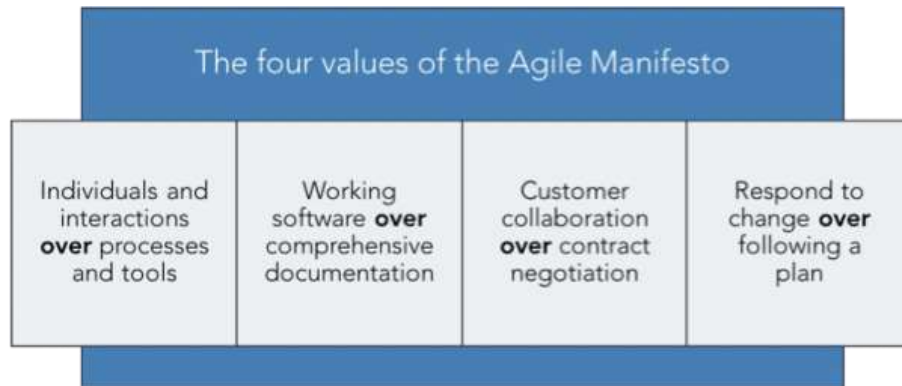 The four values of the Agile Manifesto
Individuals and
interactions
over processes
and tools
Working
software over
comprehensive
documentation
Customer
collaboration
over contract
negotiation
Respond to
change over
following a
plan